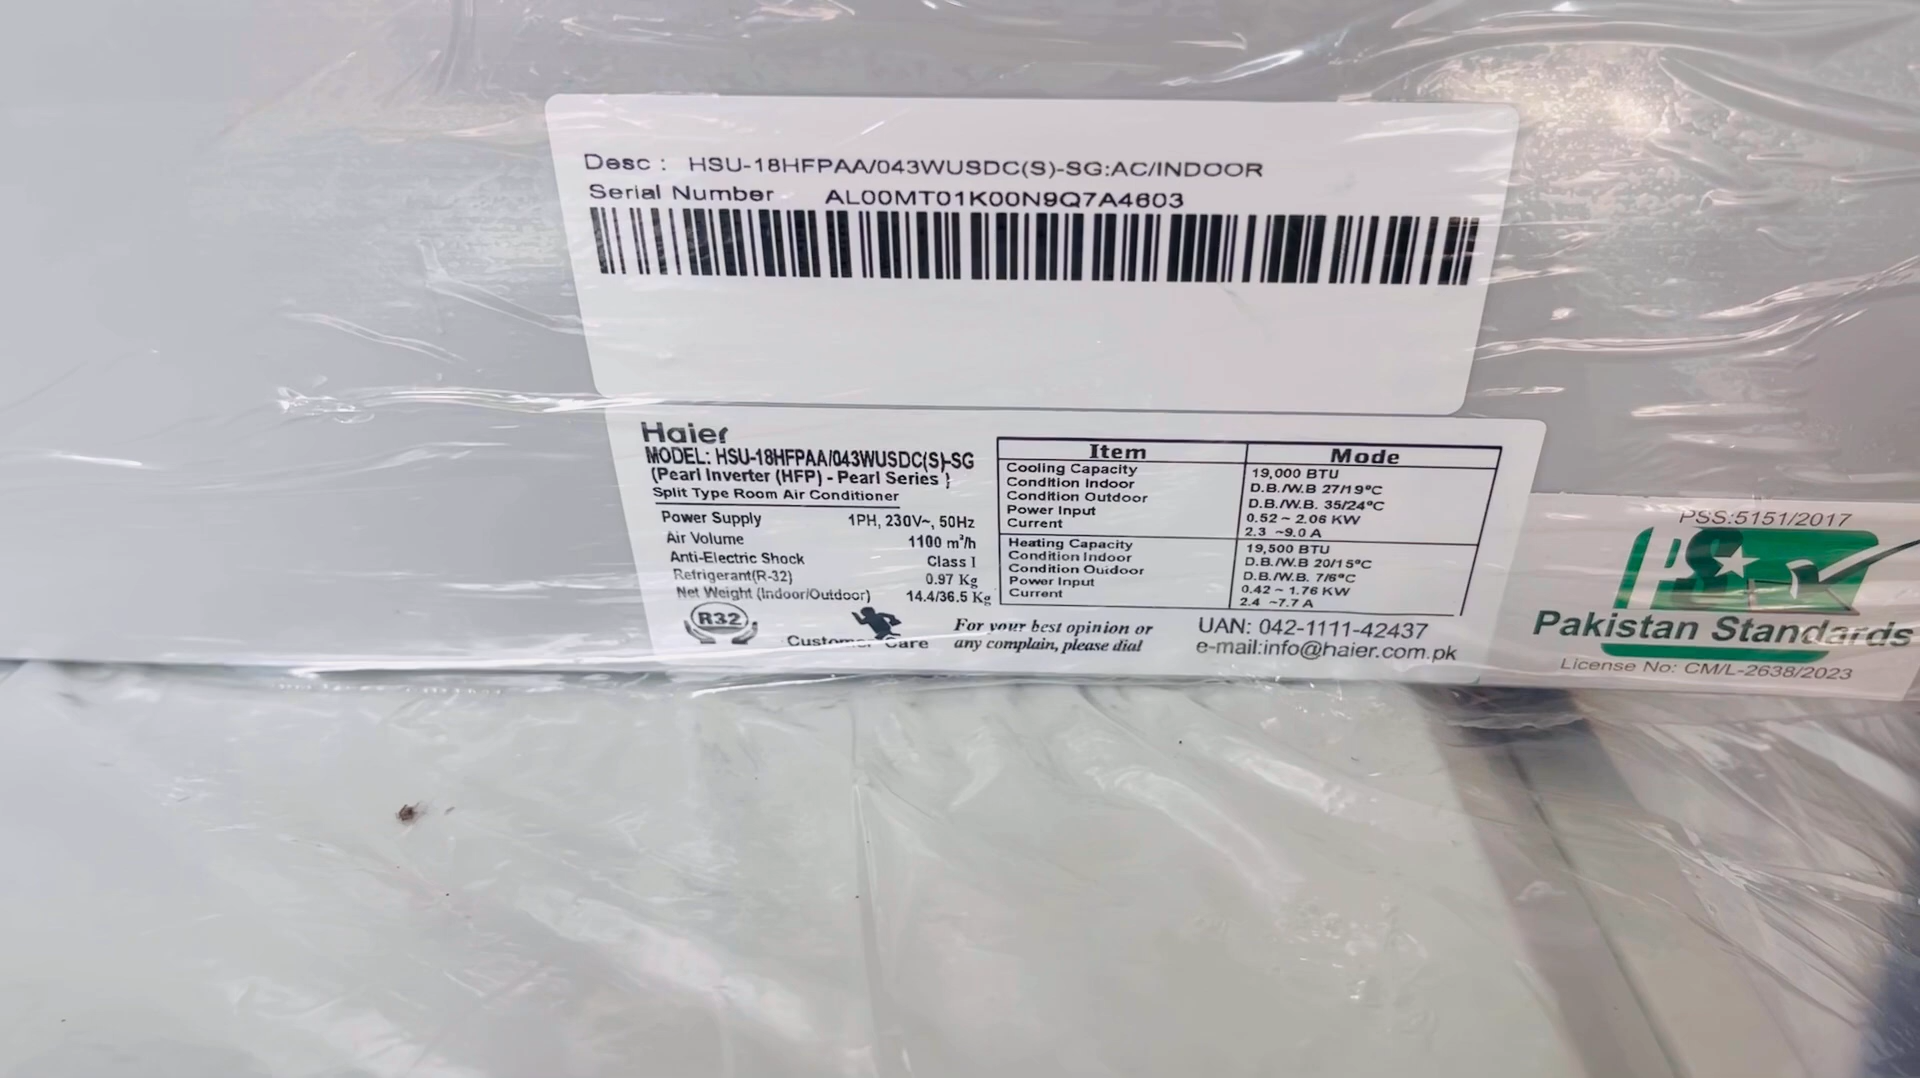 Desc : HSU-18HFPAA/043WUSDC(S)-SG:AC/INDOOR
Serial Number AL00MT01K00N9Q7A4603
Haier
MODEL: HSU-18HFPAA/043WUSDC(S)-SG
(Pearl Inverter (HFP) - Pearl Series )
Split Type Room Air Conditioner
Power Supply 1PH, 230V~, 50Hz
Air Volume 1100 m³/h
Anti-Electric Shock Class I
Refrigerant(R-32) 0.97 Kg
Net Weight (Indoor/Outdoor) 14.4/36.5 Kg
Item Mode
Cooling Capacity 19,000 BTU
Condition Indoor D.B./W.B 27/19°C
Condition Outdoor D.B./W.B. 35/24°C
Power Input 0.52 ~ 2.06 KW
Current 2.3 ~9.0 A
Heating Capacity 19,500 BTU
Condition Indoor D.B./W.B 20/15°C
Condition Outdoor D.B./W.B. 7/6°C
Power Input 0.42 ~ 1.76 KW
Current 2.4 ~7.7 A
R32
Customer Care
For your best opinion or
any complain, please dial
UAN: 042-1111-42437
e-mail:info@haier.com.pk
PSS:5151/2017
Pakistan Standards
License No: CM/L-2638/2023